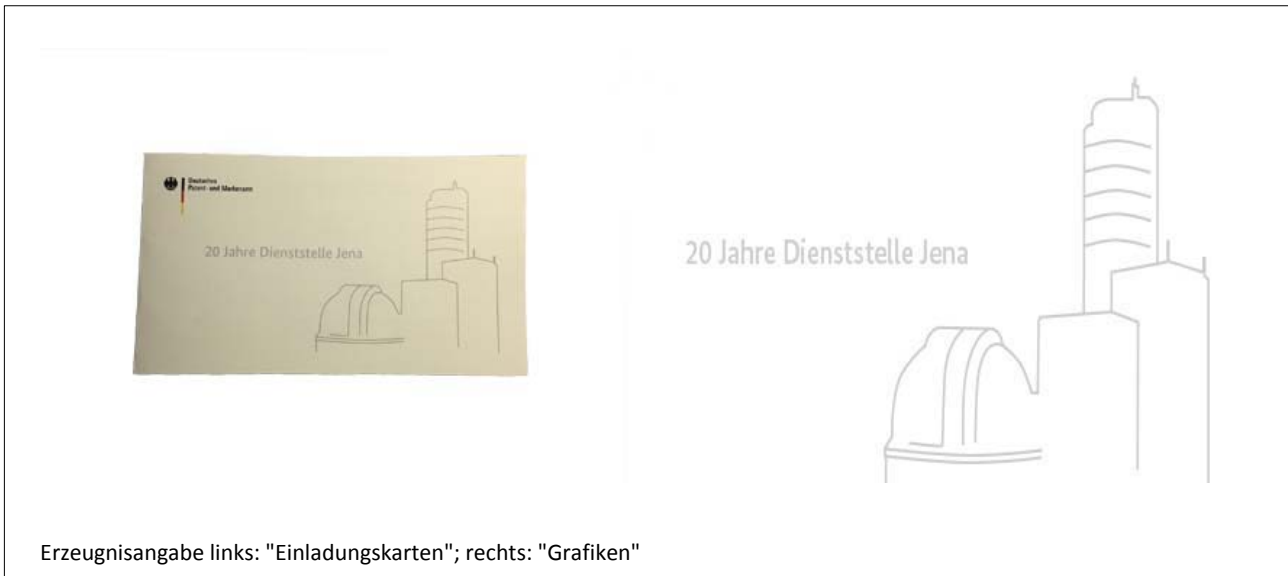 Deutsches
Patent- und Markenamt
20 Jahre Dienststelle Jena
20 Jahre Dienststelle Jena
Erzeugnisangabe links: "Einladungskarten"; rechts: "Grafiken"